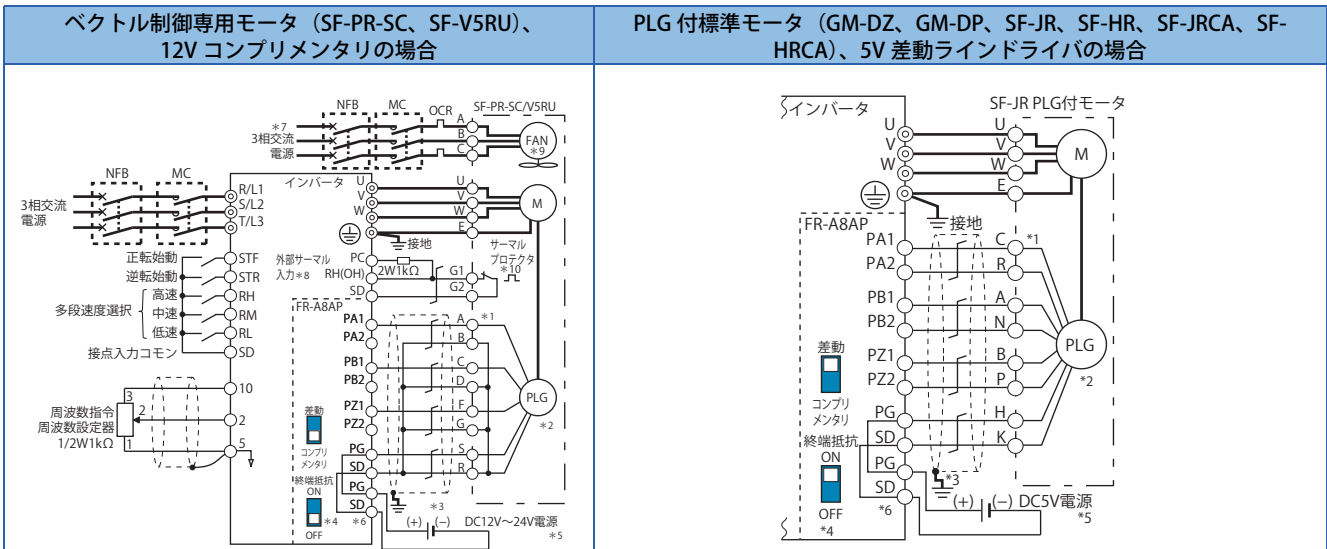 ベクトル制御専用モータ（SF-PR-SC、SF-V5RU）、
12V コンプリメンタリの場合
PLG 付標準モータ（GM-DZ、GM-DP、SF-JR、SF-HR、SF-JRCA、SF-
HRCA）、5V 差動ラインドライバの場合
NFB
MC
OCR
SF-PR-SC/V5RU
*7
3相交流
電源
A
B
C
FAN
*9
NFB
MC
3相交流
電源
R/L1
S/L2
T/L3
インバータ
U
V
W
U
V
W
E
M
接地
正転始動
STF
逆転始動
STR
多段速度選択
高速
RH
中速
RM
低速
RL
接点入力コモン
SD
外部サーマル
入力*8
PC
RH(OH)
SD
2W1kΩ
G1
G2
サーマル
プロテクタ
*10
FR-A8AP
PA1
A
*1
PA2
B
PB1
C
PB2
D
PZ1
F
PZ2
G
PG
S
SD
R
PG
SD
PLG
*2
差動
コンプリ
メンタリ
終端抵抗
ON
OFF
*4
*6
*3
(+)
(−)
DC12V～24V電源
*5
周波数指令
周波数設定器
1/2W1kΩ
3
2
1
10
2
5
インバータ
SF-JR PLG付モータ
U
V
W
U
V
W
E
M
接地
FR-A8AP
PA1
C
*1
PA2
R
PB1
A
PB2
N
PZ1
B
PZ2
P
PG
H
SD
K
PG
SD
PLG
*2
差動
コンプリ
メンタリ
終端抵抗
ON
OFF
*4
*6
*3
(+)
(−)
DC5V電源
*5